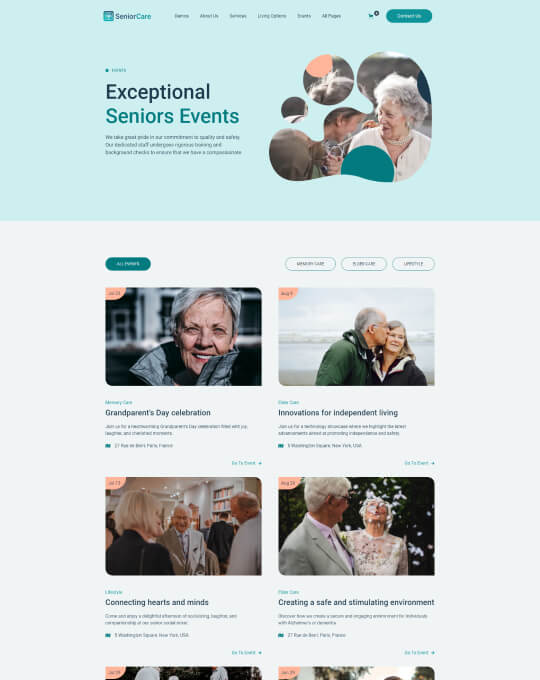 SeniorCare
Demos
About Us
Services
Living Options
Events
All Pages
0
Contact Us
EVENTS
Exceptional
Seniors Events
We take great pride in our commitment to quality and safety.
Our dedicated staff undergoes rigorous training and
background checks to ensure that we have a compassionate
ALL EVENTS
MEMORY CARE
ELDER CARE
LIFESTYLE
Aug 9
Memory Care
Grandparent's Day celebration
Join us for a heartwarming Grandparent's Day celebration filled with joy,
laughter, and cherished moments.
27 Rue de Berri, Paris, France
Go To Event
Elder Care
Innovations for independent living
Join us for a technology showcase where we highlight the latest
advancements aimed at promoting independence and safety.
5 Washington Square, New York, USA
Go To Event
Jul 13
Lifestyle
Connecting hearts and minds
Come and enjoy a delightful afternoon of socializing, laughter, and
companionship at our senior social mixer.
5 Washington Square, New York, USA
Go To Event
Aug 24
Elder Care
Creating a safe and stimulating environment
Discover how we create a secure and engaging environment for individuals
with Alzheimer's or dementia.
27 Rue de Berri, Paris, France
Go To Event